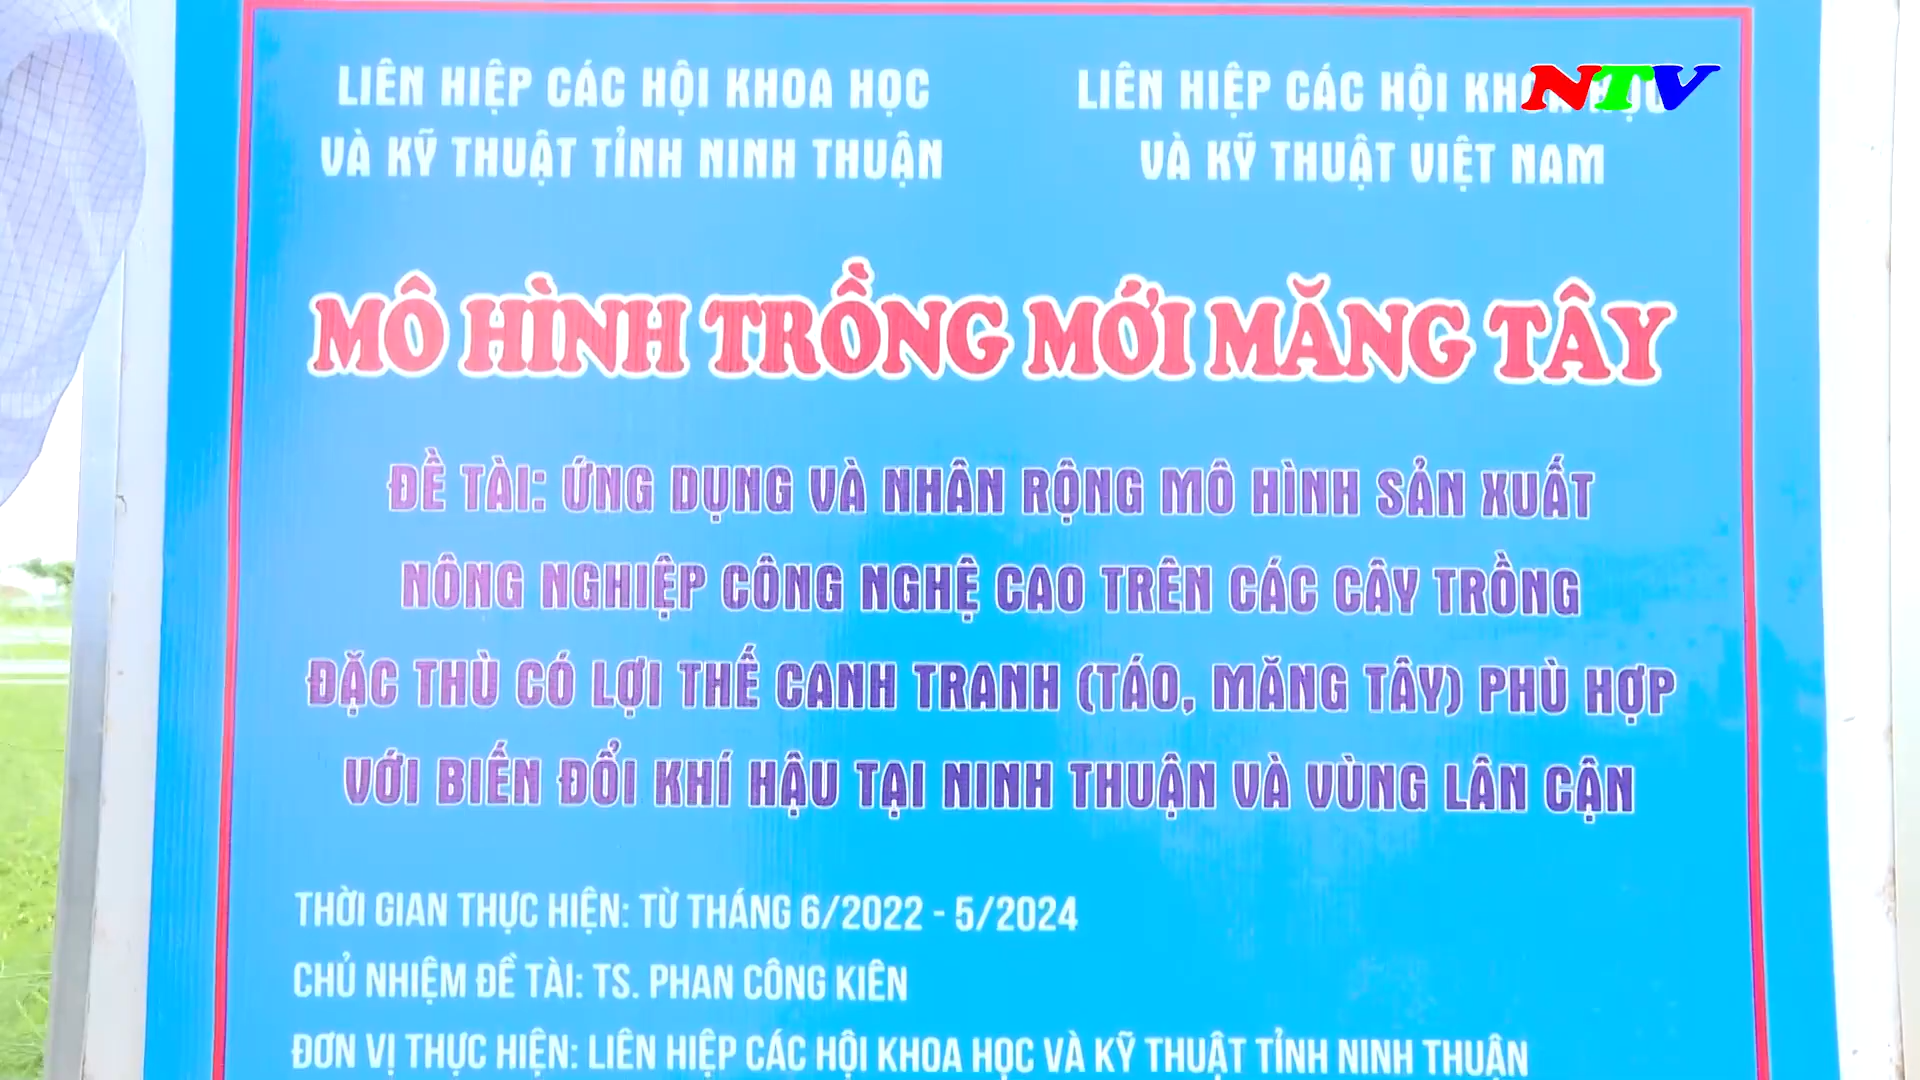 LIÊN HIỆP CÁC HỘI KHOA HỌC
VÀ KỸ THUẬT TỈNH NINH THUẬN
LIÊN HIỆP CÁC HỘI
VÀ KỸ THUẬT VIỆT NAM
NTV
MÔ HÌNH TRỒNG MỚI MĂNG TÂY
ĐỀ TÀI: ỨNG DỤNG VÀ NHÂN RỘNG MÔ HÌNH SẢN XUẤT
NÔNG NGHIỆP CÔNG NGHỆ CAO TRÊN CÁC CÂY TRỒNG
ĐẶC THÙ CÓ LỢI THẾ CANH TRANH (TÁO, MĂNG TÂY) PHÙ HỢP
VỚI BIẾN ĐỔI KHÍ HẬU TẠI NINH THUẬN VÀ VÙNG LÂN CẬN
THỜI GIAN THỰC HIỆN: TỪ THÁNG 6/2022 - 5/2024
CHỦ NHIỆM ĐỀ TÀI: TS. PHAN CÔNG KIÊN
ĐƠN VỊ THỰC HIỆN: LIÊN HIỆP CÁC HỘI KHOA HỌC VÀ KỸ THUẬT TỈNH NINH THUẬN